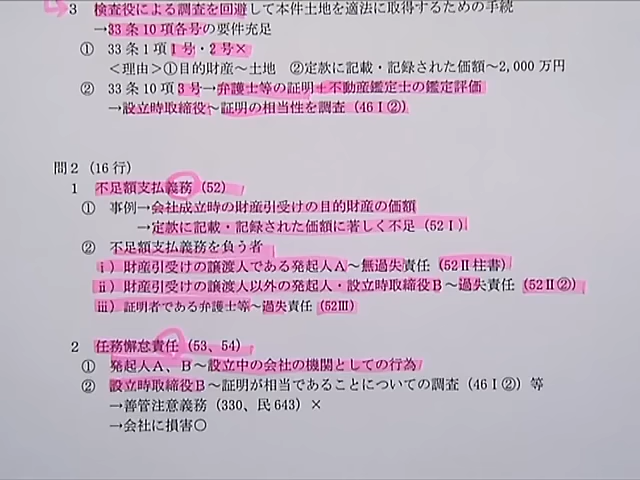 3 検査役による調査を回避して本件土地を適法に取得するための手続
→33条10項各号の要件充足
① 33条1項1号・2号×
＜理由＞①目的財産～土地 ②定款に記載・記録された価額～2,000万円
② 33条10項3号→弁護士等の証明＋不動産鑑定士の鑑定評価
→設立時取締役～証明の相当性を調査（46Ⅰ②）
問2（16行）
1 不足額支払義務（52）
① 事例→会社成立時の財産引受けの目的財産の価額
→定款に記載・記録された価額に著しく不足（52Ⅰ）
② 不足額支払義務を負う者
ⅰ）財産引受けの譲渡人である発起人A～無過失責任（52Ⅱ柱書）
ⅱ）財産引受けの譲渡人以外の発起人・設立時取締役B～過失責任（52Ⅱ②）
ⅲ）証明者である弁護士等～過失責任（52Ⅲ）
2 任務懈怠責任（53、54）
① 発起人A、B～設立中の会社の機関としての行為
② 設立時取締役B～証明が相当であることについての調査（46Ⅰ②）等
→善管注意義務（330、民643）×
→会社に損害○